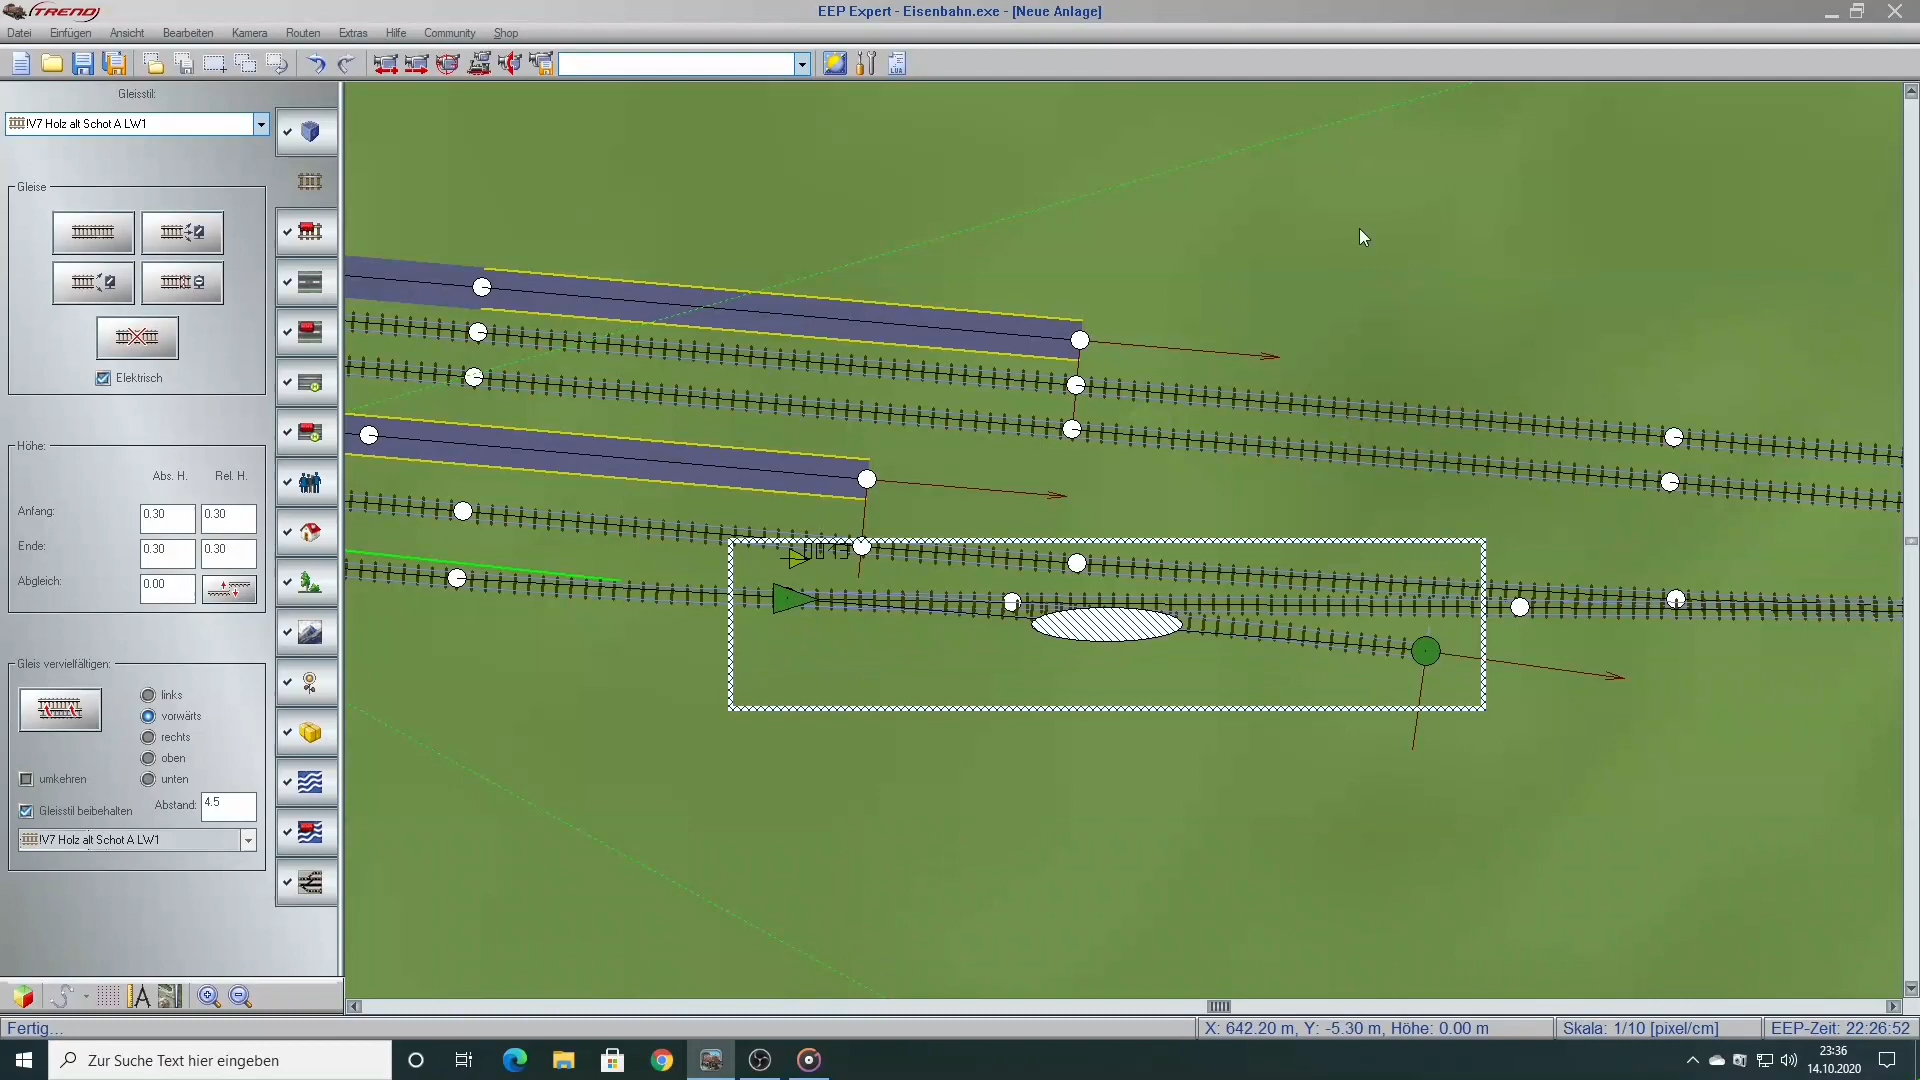 TREND
EEP Expert - Eisenbahn.exe - [Neue Anlage]
Datei Einfügen Ansicht Bearbeiten Kamera Routen Extras Hilfe Community Shop
LUA
Gleisstil:
!V7 Holz alt Schot A LW1
Gleise
Elektrisch
Höhe:
Abs. H. Rel. H.
Anfang: 0.30 0.30
Ende: 0.30 0.30
Abgleich: 0.00
Gleis vervielfältigen:
links
vorwärts
rechts
oben
umkehren unten
Gleisstil beibehalten Abstand: 4.5
!V7 Holz alt Schot A LW1
Fertig...
X: 642.20 m, Y: -5.30 m, Höhe: 0.00 m
Skala: 1/10 [pixel/cm]
EEP-Zeit: 22:26:52
Zur Suche Text hier eingeben
23:36
14.10.2020